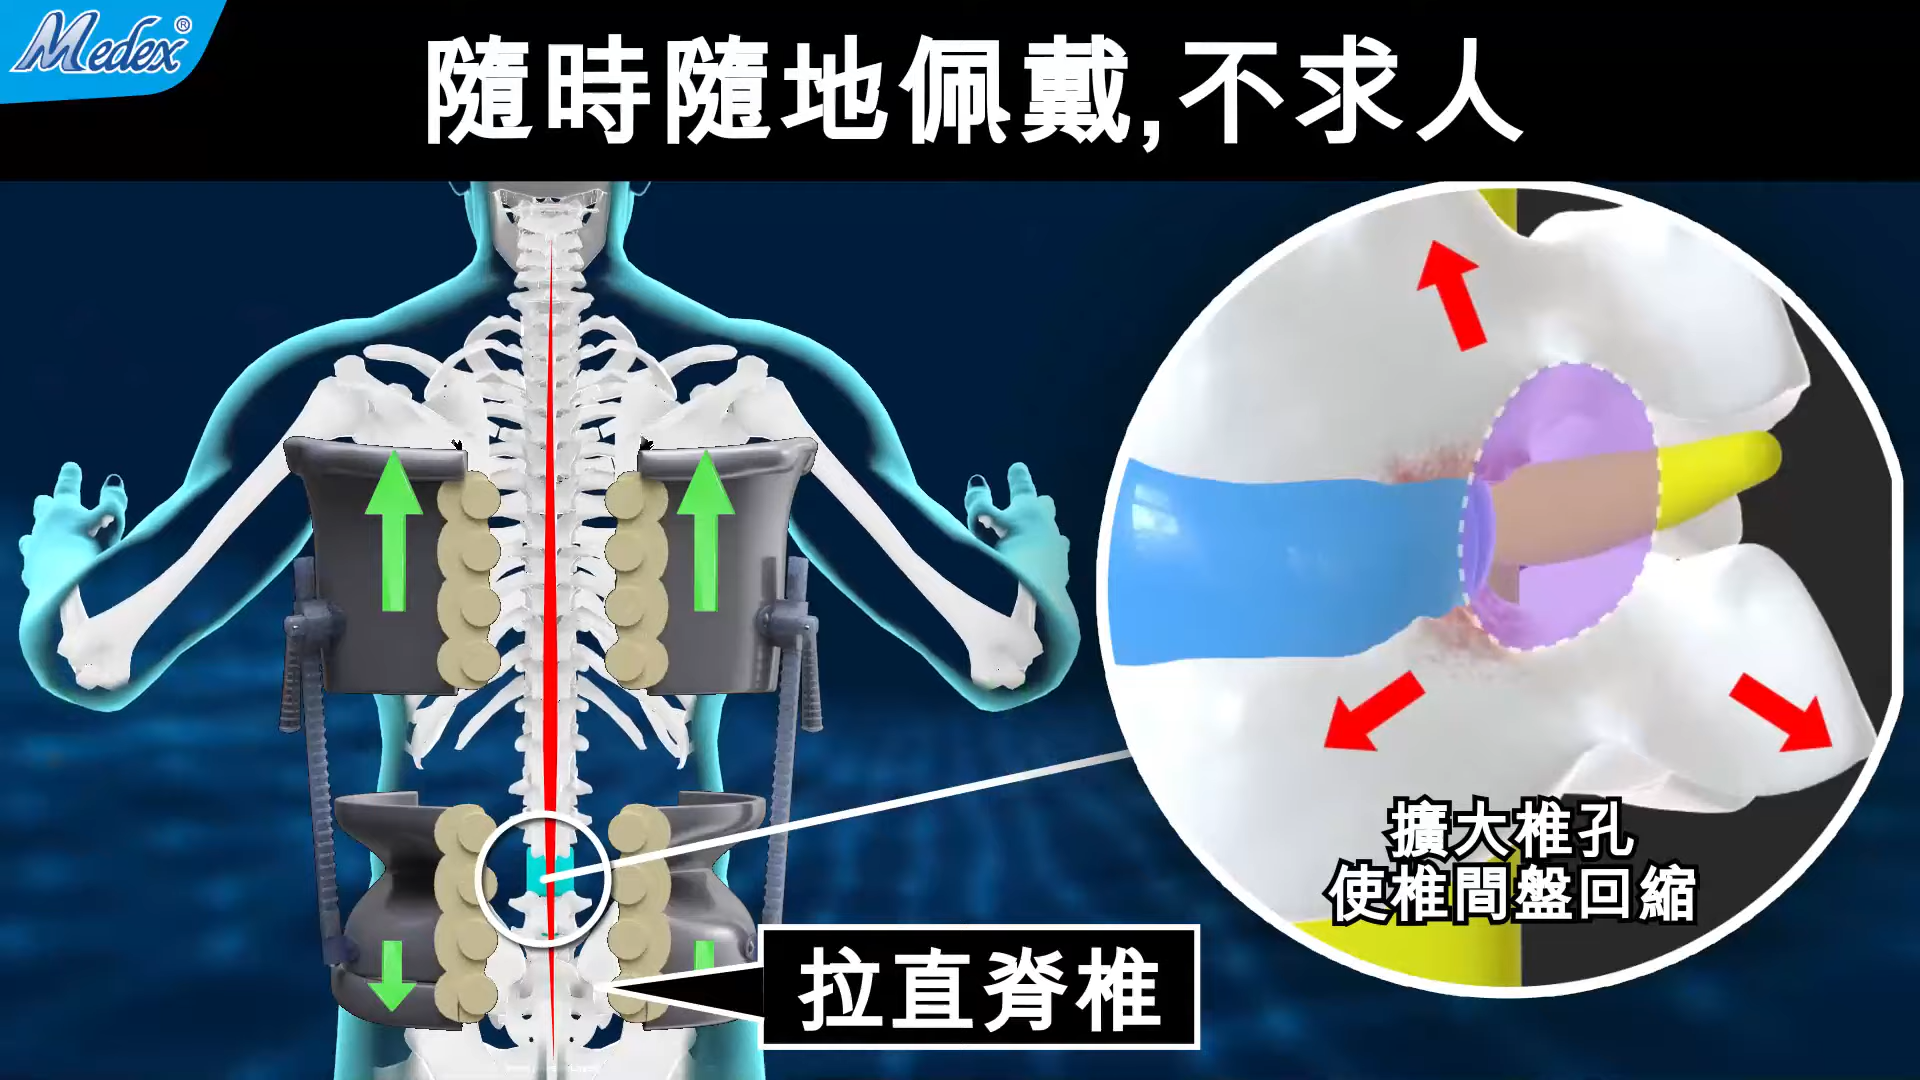 Medex®
隨時隨地佩戴,不求人
擴大椎孔
使椎間盤回縮
拉直脊椎